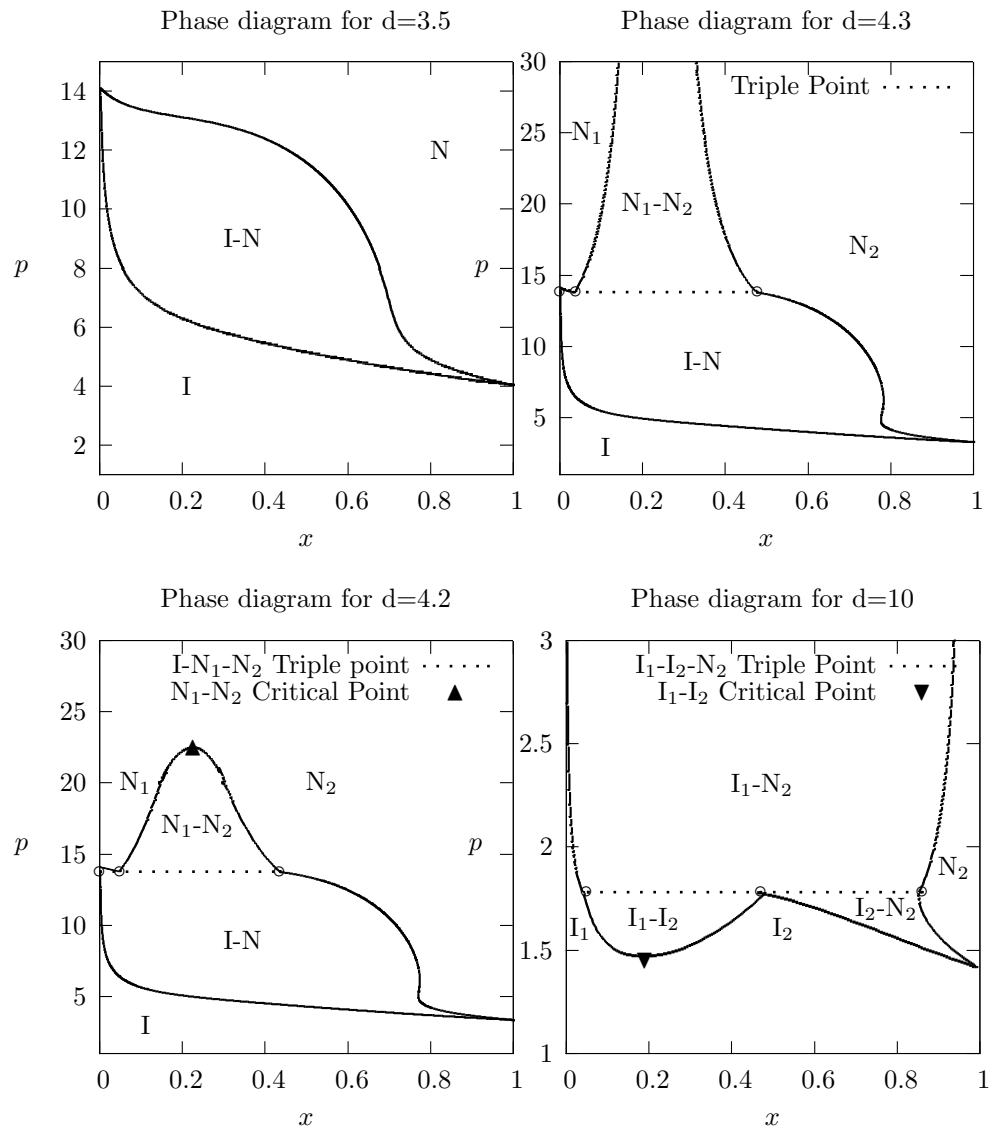 Phase diagram for d=3.5
14
12
10
8
6
4
2
p
N
I-N
I
0
0.2
0.4
0.6
0.8
1
x
Phase diagram for d=4.3
30
25
20
15
10
5
p
Triple Point
N₁
N₁-N₂
N₂
I-N
I
0
0.2
0.4
0.6
0.8
1
x
Phase diagram for d=4.2
30
25
20
15
10
5
p
I-N₁-N₂ Triple point
N₁-N₂ Critical Point
N₁
N₂
N₁-N₂
I-N
I
0
0.2
0.4
0.6
0.8
1
x
Phase diagram for d=10
3
2.5
2
1.5
1
p
I₁-I₂-N₂ Triple Point
I₁-I₂ Critical Point
I₁-N₂
N₂
I₁
I₁-I₂
I₂
I₂-N₂
0
0.2
0.4
0.6
0.8
1
x